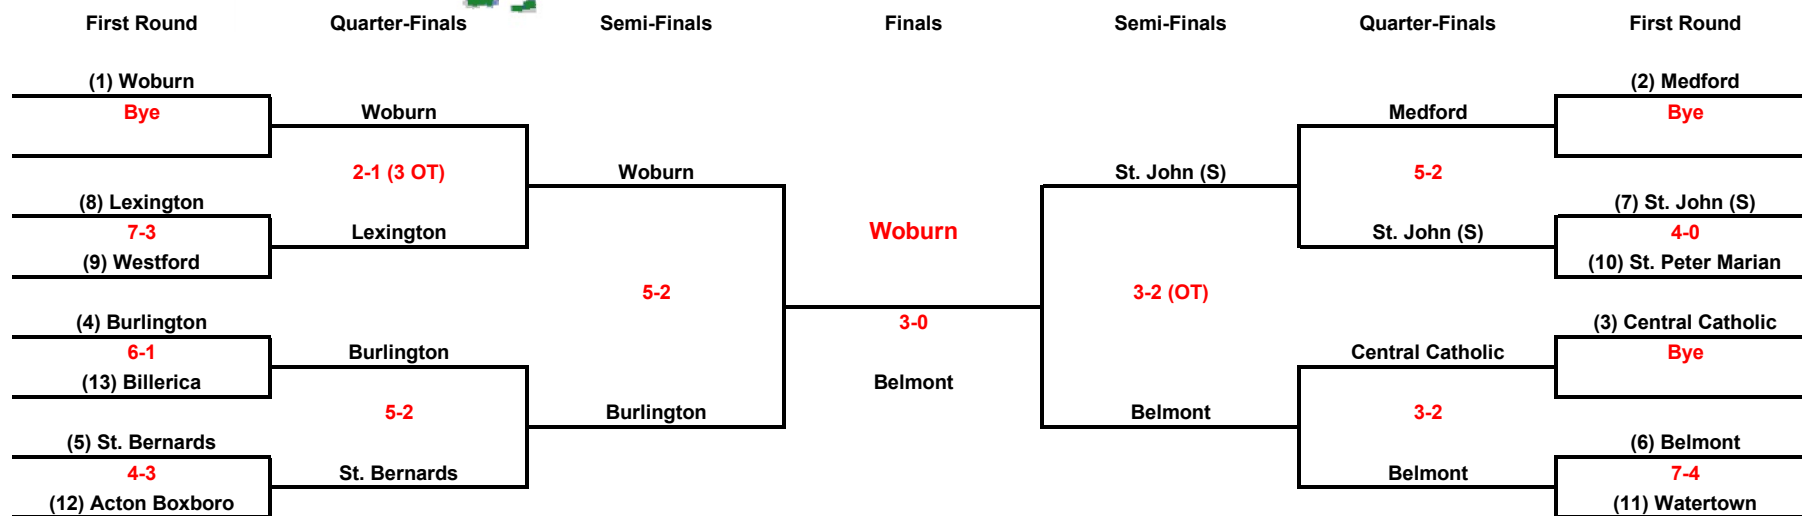 First Round Quarter-Finals Semi-Finals Finals Semi-Finals Quarter-Finals First Round
(1) Woburn (2) Medford
Bye Woburn Medford Bye
2-1 (3 OT) Woburn St. John (S) 5-2
(8) Lexington (7) St. John (S)
7-3 Lexington Woburn St. John (S) 4-0
(9) Westford (10) St. Peter Marian
5-2 3-2 (OT)
(4) Burlington 3-0 (3) Central Catholic
6-1 Burlington Central Catholic Bye
(13) Billerica Belmont
5-2 Burlington Belmont 3-2
(5) St. Bernards (6) Belmont
4-3 St. Bernards Belmont 7-4
(12) Acton Boxboro (11) Watertown